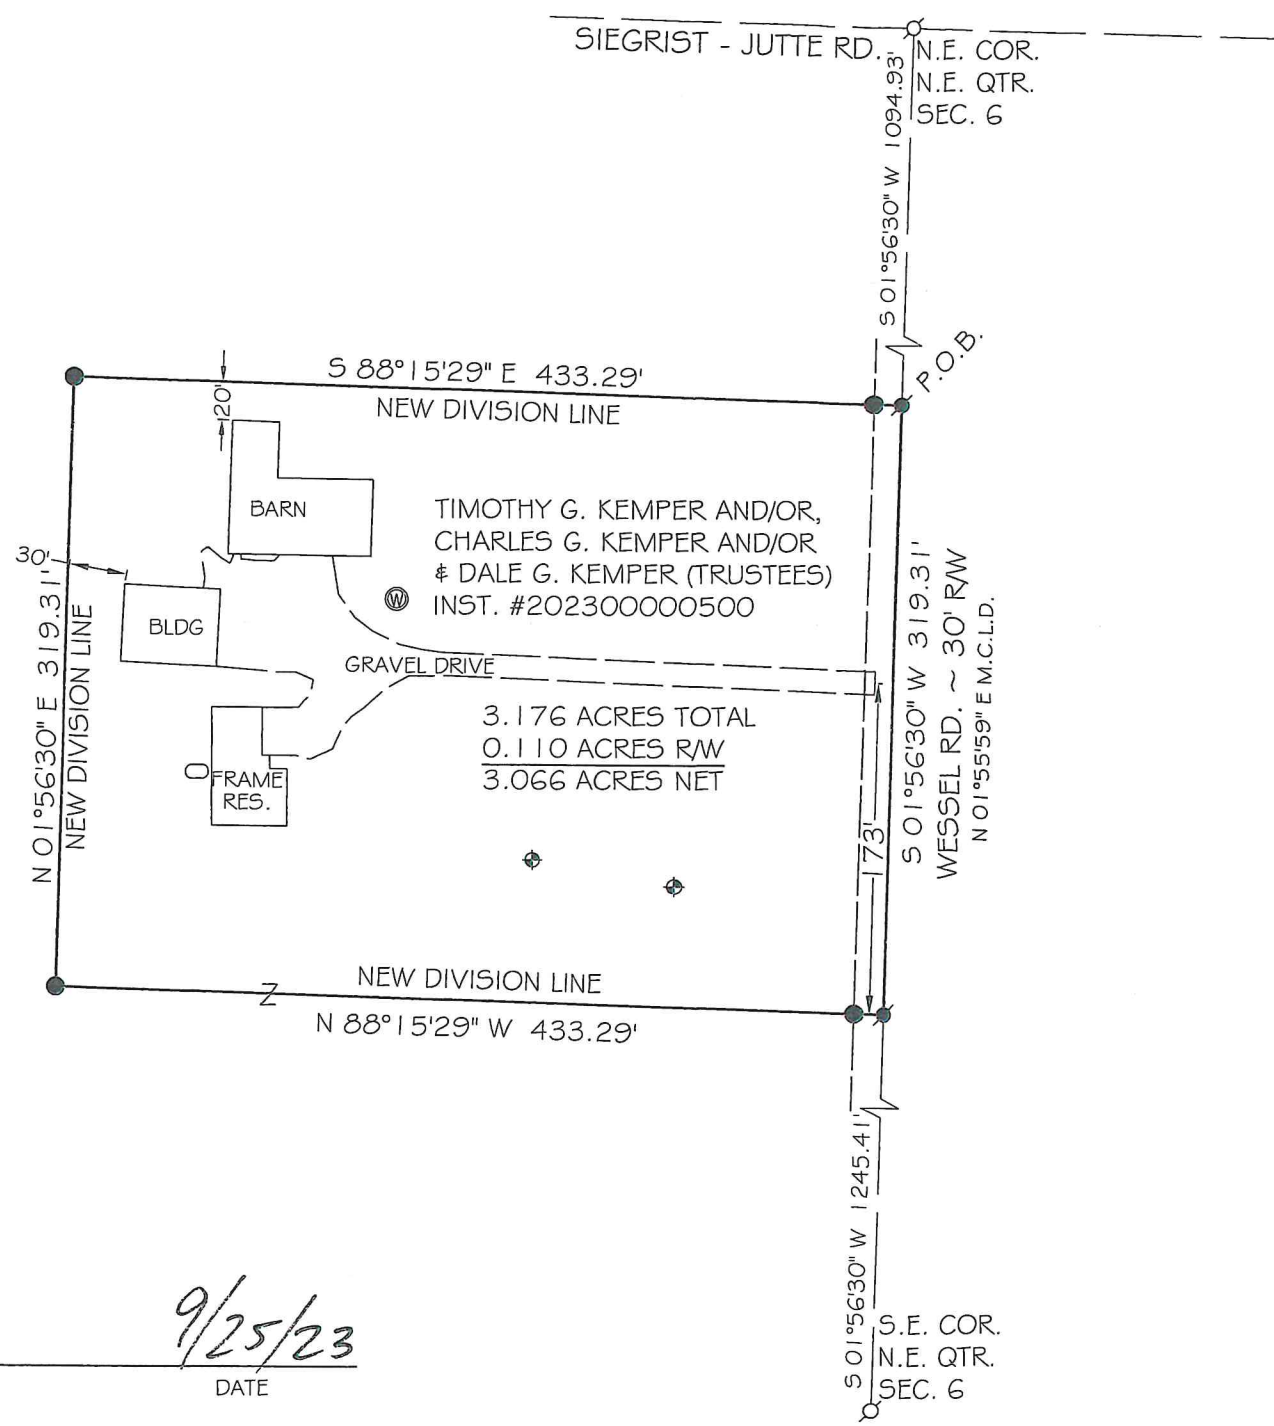 SIEGRIST - JUTTE RD.
N.E. COR.
N.E. QTR.
SEC. 6
S 01°56'30" W 1094.93'
P.O.B.
S 88°15'29" E 433.29'
NEW DIVISION LINE
20'
BARN
TIMOTHY G. KEMPER AND/OR,
CHARLES G. KEMPER AND/OR
& DALE G. KEMPER (TRUSTEES)
INST. #202300000500
30'
BLDG
W
GRAVEL DRIVE
N 01°56'30" E 319.31'
NEW DIVISION LINE
3.176 ACRES TOTAL
0.110 ACRES R/W
3.066 ACRES NET
FRAME
RES.
173'
S 01°56'30" W 319.31'
WESSEL RD. ~ 30' R/W
N 01°55'59" E M.C.L.D.
NEW DIVISION LINE
Z
N 88°15'29" W 433.29'
S 01°56'30" W 1245.41'
S.E. COR.
N.E. QTR.
SEC. 6
9/25/23
DATE